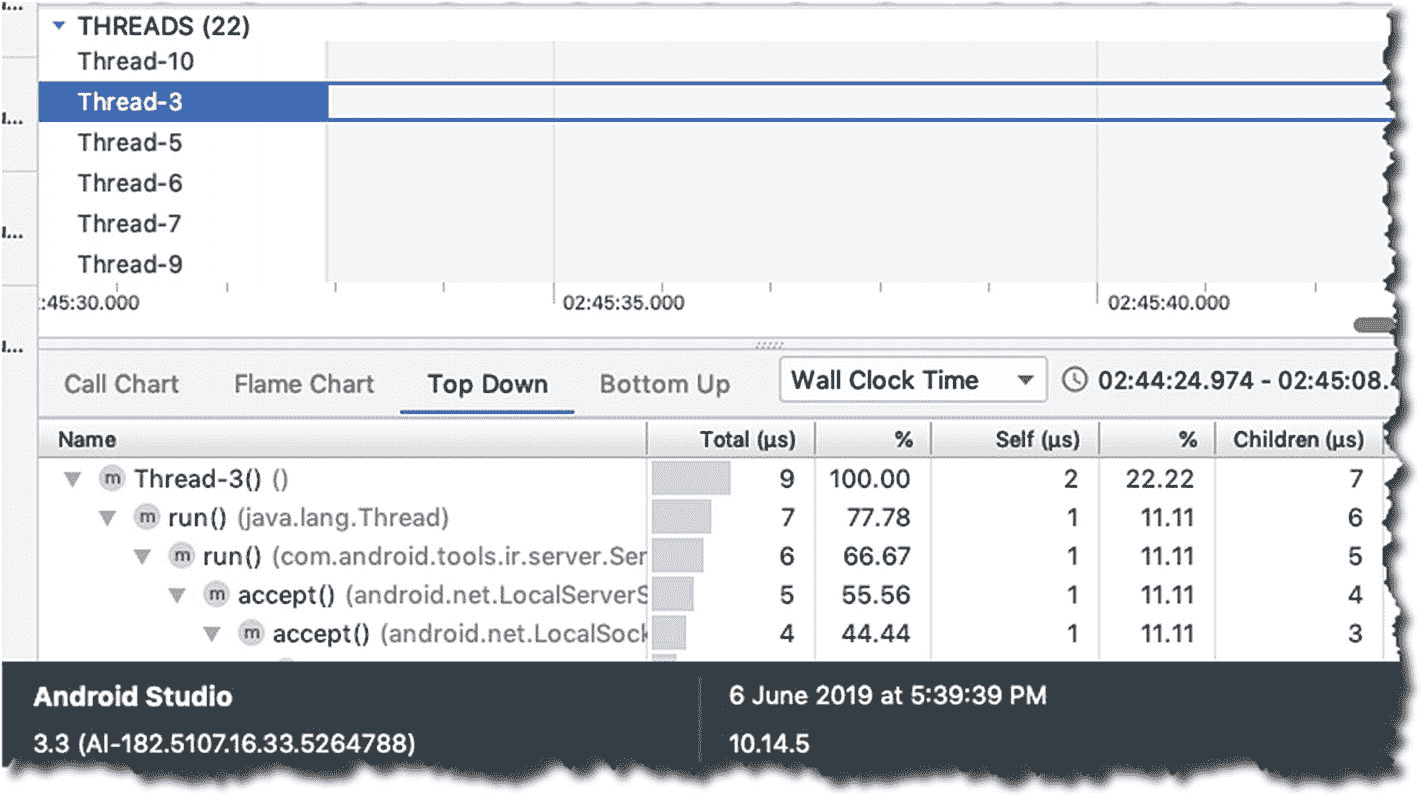 THREADS (22)
Thread-10
Thread-3
Thread-5
Thread-6
Thread-7
Thread-9
:45:30.000 02:45:35.000 02:45:40.000
Call Chart Flame Chart Top Down Bottom Up Wall Clock Time 02:44:24.974 - 02:45:08.
Name Total (µs) % Self (µs) % Children (µs)
m Thread-3() () 9 100.00 2 22.22 7
m run() (java.lang.Thread) 7 77.78 1 11.11 6
m run() (com.android.tools.ir.server.Ser 6 66.67 1 11.11 5
m accept() (android.net.LocalServerS 5 55.56 1 11.11 4
m accept() (android.net.LocalSock 4 44.44 1 11.11 3
Android Studio 6 June 2019 at 5:39:39 PM
3.3 (AI-182.5107.16.33.5264788) 10.14.5